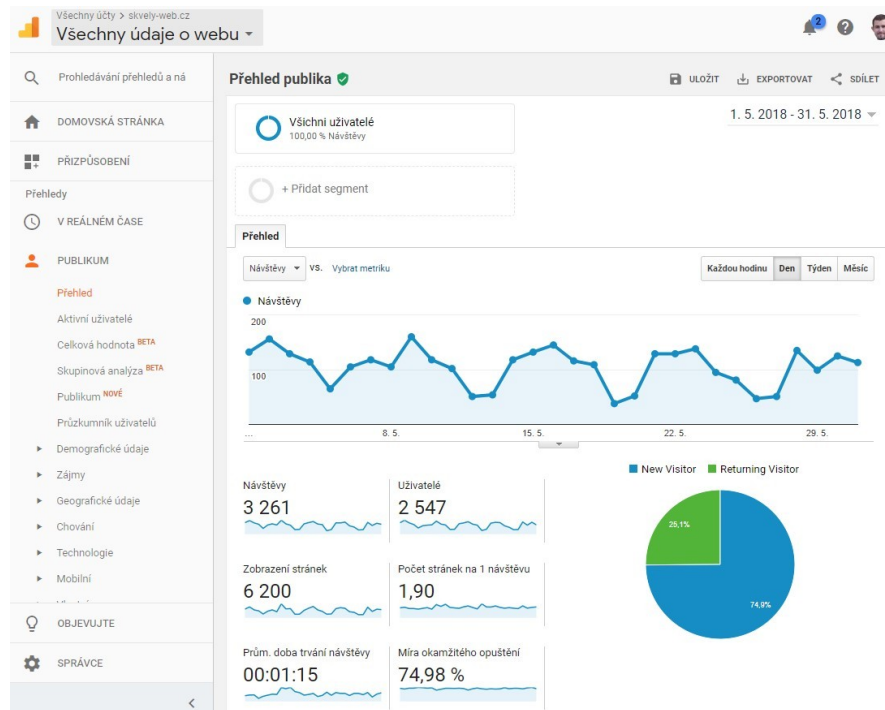 Všechny účty > skvely-web.cz
Všechny údaje o webu
2
Prohledávání přehledů a ná
DOMOVSKÁ STRÁNKA
PŘIZPŮSOBENÍ
Přehledy
V REÁLNÉM ČASE
PUBLIKUM
Přehled
Aktivní uživatelé
Celková hodnota BETA
Skupinová analýza BETA
Publikum NOVÉ
Průzkumník uživatelů
Demografické údaje
Zájmy
Geografické údaje
Chování
Technologie
Mobilní
OBJEVUJTE
SPRÁVCE
Přehled publika
ULOŽIT
EXPORTOVAT
SDÍLET
Všichni uživatelé
100,00 % Návštěvy
1. 5. 2018 - 31. 5. 2018
+ Přidat segment
Přehled
Návštěvy
VS.
Vybrat metriku
Každou hodinu
Den
Týden
Měsíc
Návštěvy
200
100
...
8. 5.
15. 5.
22. 5.
29. 5.
New Visitor
Returning Visitor
Návštěvy
3 261
Uživatelé
2 547
Zobrazení stránek
6 200
Počet stránek na 1 návštěvu
1,90
Prům. doba trvání návštěvy
00:01:15
Míra okamžitého opuštění
74,98 %
25,1%
74,9%